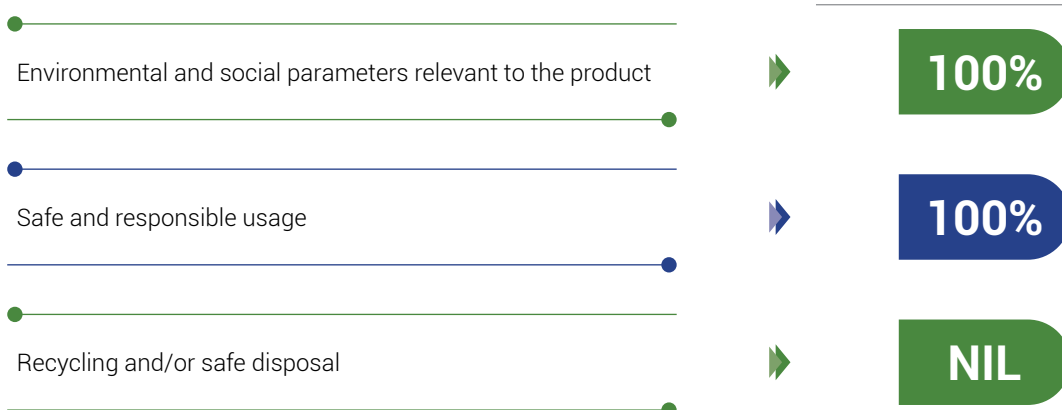 Environmental and social parameters relevant to the product
100%
Safe and responsible usage
100%
Recycling and/or safe disposal
NIL